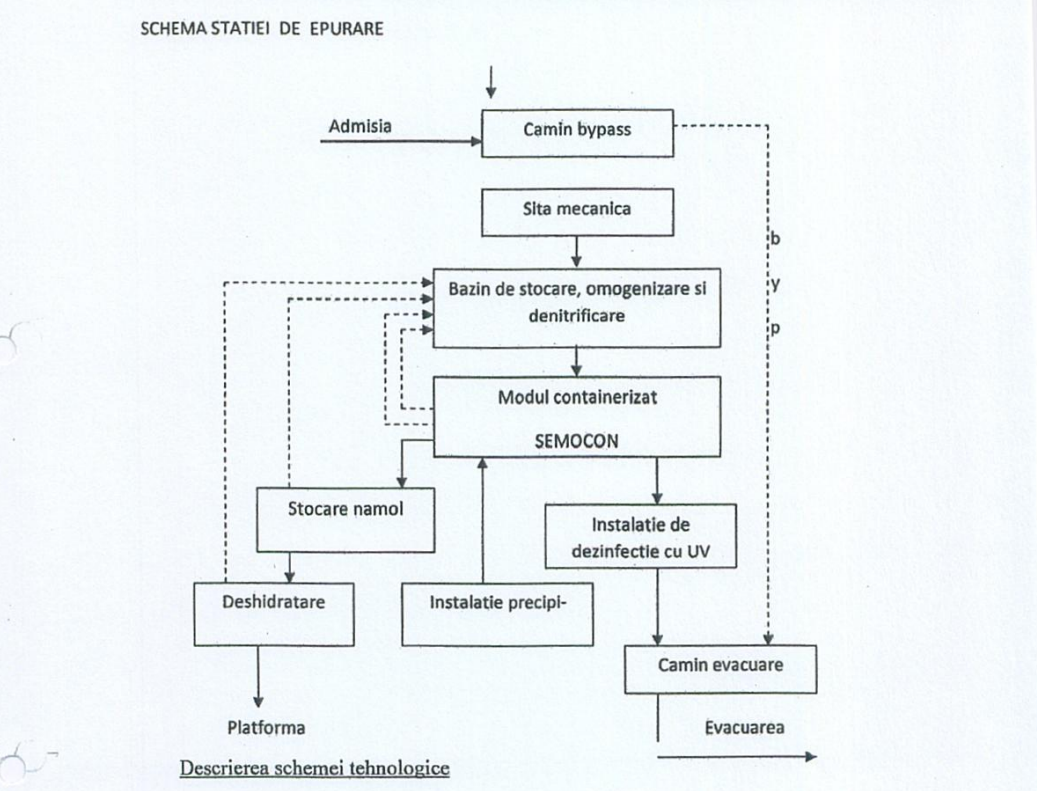 SCHEMA STATIEI DE EPURARE
Admisia
Camin bypass
Sita mecanica
b
y
p
Bazin de stocare, omogenizare si
denitrificare
Modul containerizat
SEMOCON
Stocare namol
Instalatie de
dezinfectie cu UV
Deshidratare
Instalatie precipi-
Camin evacuare
Platforma
Evacuarea
Descrierea schemei tehnologice